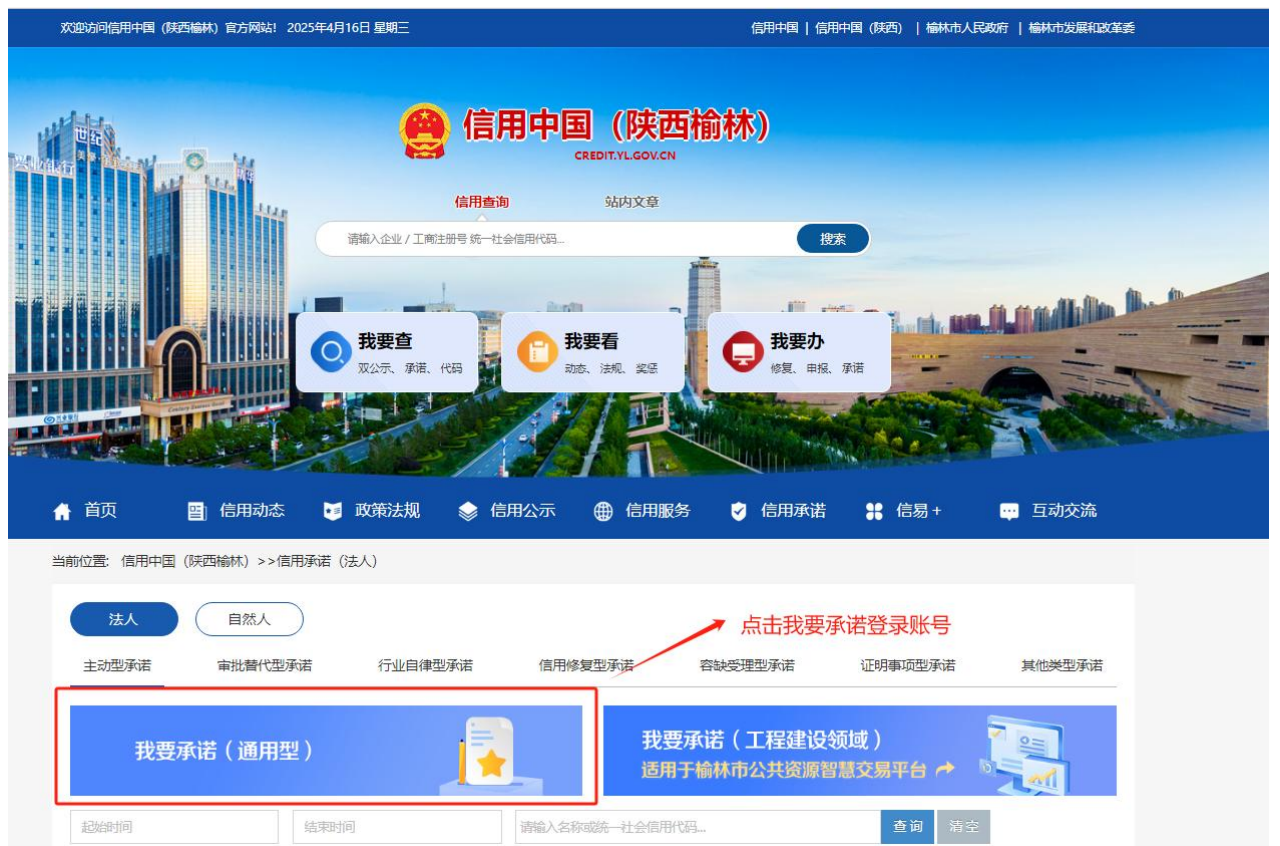 欢迎访问信用中国（陕西榆林）官方网站！ 2025年4月16日 星期三
信用中国 | 信用中国（陕西） | 榆林市人民政府 | 榆林市发展和改革委
信用中国（陕西榆林）
CREDIT.YL.GOV.CN
信用查询 站内文章
请输入企业 / 工商注册号 统一社会信用代码... 搜索
我要查 我要看 我要办
双公示、承诺、代码 动态、法规、奖惩 修复、申报、承诺
首页 信用动态 政策法规 信用公示 信用服务 信用承诺 信易+ 互动交流
当前位置: 信用中国（陕西榆林）>>信用承诺（法人）
法人 自然人
点击我要承诺登录账号
主动型承诺 审批替代型承诺 行业自律型承诺 信用修复型承诺 容缺受理型承诺 证明事项型承诺 其他类型承诺
我要承诺（通用型）
我要承诺（工程建设领域）
适用于榆林市公共资源智慧交易平台
起始时间 结束时间 请输入名称或统一社会信用代码... 查询 清空